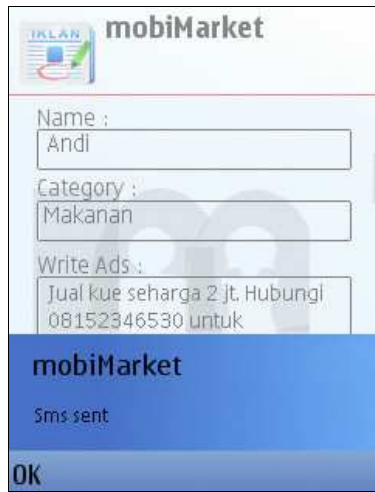 IKLAN
mobiMarket
Name :
Andi
Category :
Makanan
Write Ads :
Jual kue seharga 2 jt. Hubungi
08152346530 untuk
mobiMarket
Sms sent
OK